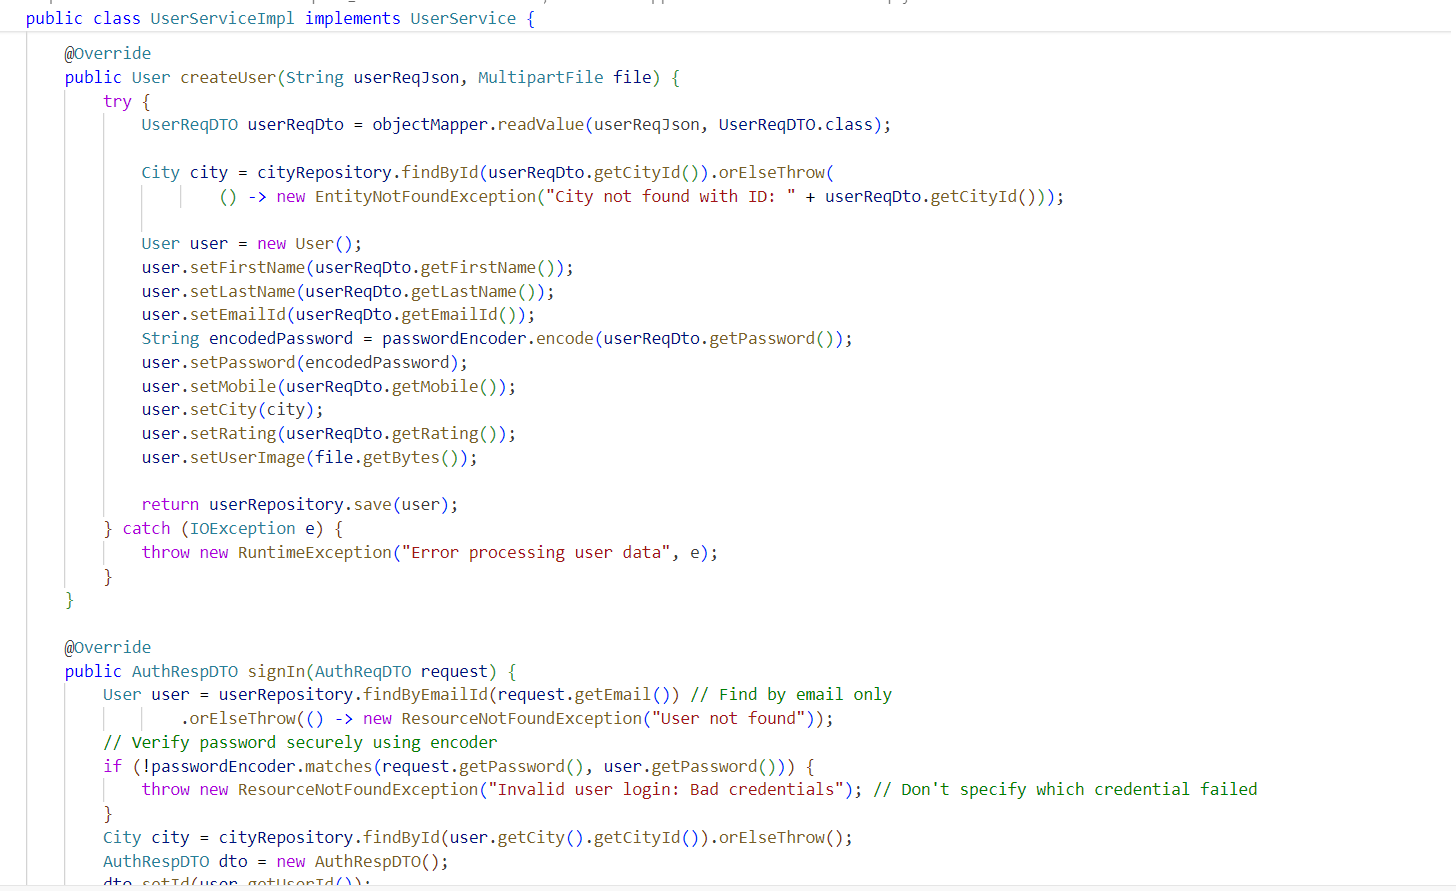 public class UserServiceImpl implements UserService {
@Override
public User createUser(String userReqJson, MultipartFile file) {
try {
UserReqDTO userReqDto = objectMapper.readValue(userReqJson, UserReqDTO.class);
City city = cityRepository.findById(userReqDto.getCityId()).orElseThrow(
() -> new EntityNotFoundException("City not found with ID: " + userReqDto.getCityId()));
User user = new User();
user.setFirstName(userReqDto.getFirstName());
user.setLastName(userReqDto.getLastName());
user.setEmailId(userReqDto.getEmailId());
String encodedPassword = passwordEncoder.encode(userReqDto.getPassword());
user.setPassword(encodedPassword);
user.setMobile(userReqDto.getMobile());
user.setCity(city);
user.setRating(userReqDto.getRating());
user.setUserImage(file.getBytes());
return userRepository.save(user);
} catch (IOException e) {
throw new RuntimeException("Error processing user data", e);
}
}
@Override
public AuthRespDTO signIn(AuthReqDTO request) {
User user = userRepository.findByEmailId(request.getEmail()) // Find by email only
.orElseThrow(() -> new ResourceNotFoundException("User not found"));
// Verify password securely using encoder
if (!passwordEncoder.matches(request.getPassword(), user.getPassword())) {
throw new ResourceNotFoundException("Invalid user login: Bad credentials"); // Don't specify which credential failed
}
City city = cityRepository.findById(user.getCity().getCityId()).orElseThrow();
AuthRespDTO dto = new AuthRespDTO();
dto.setId(user.getUserId());